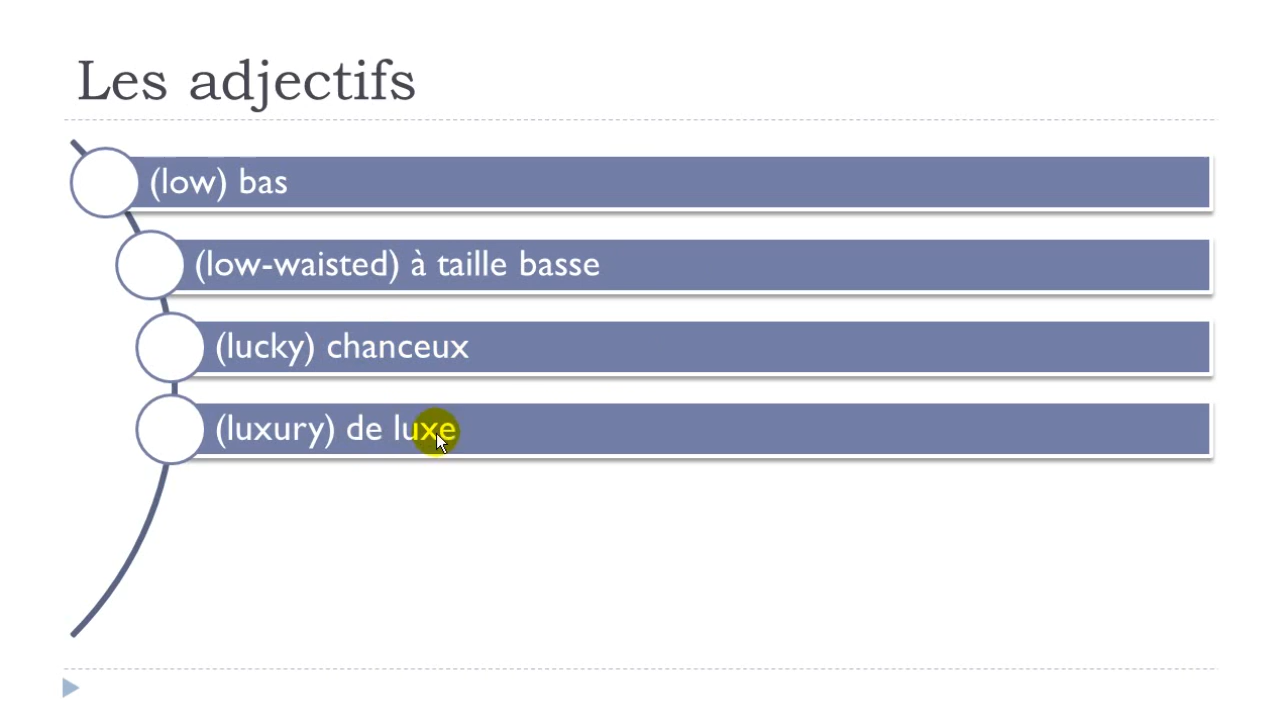 Les adjectifs
(low) bas
(low-waisted) à taille basse
(lucky) chanceux
(luxury) de luxe